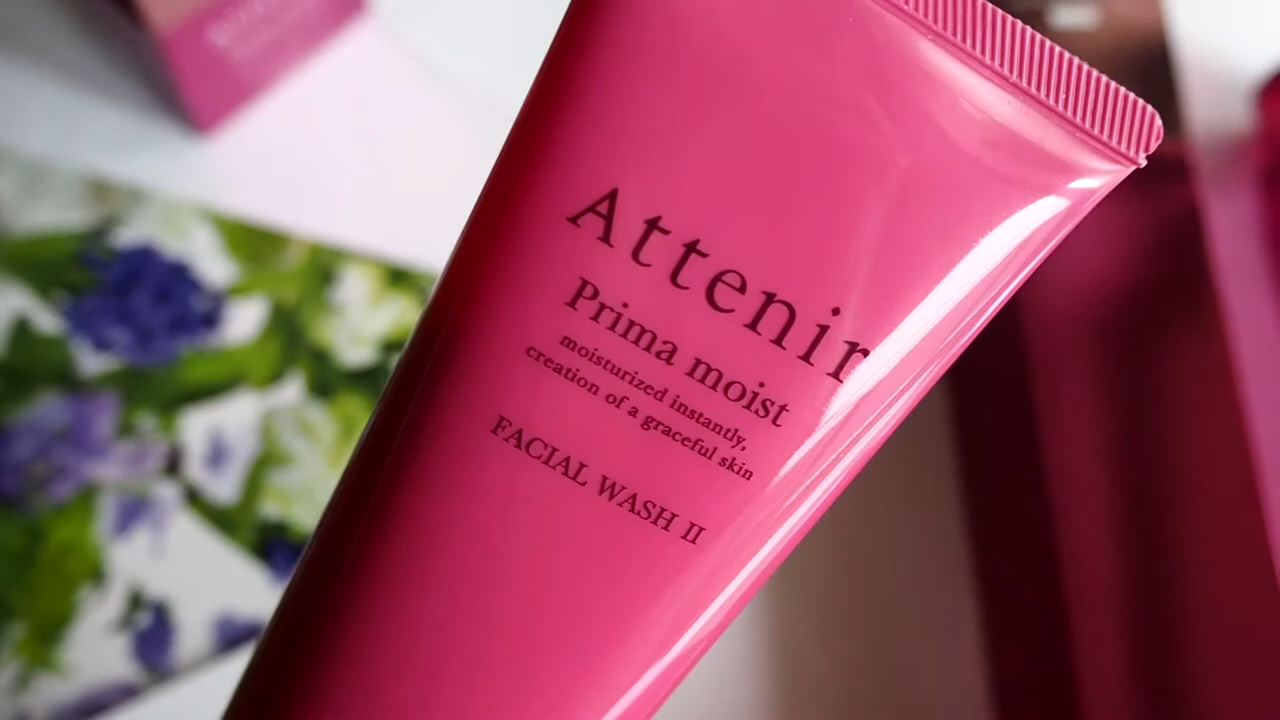 Attenir
Prima moist
moisturized instantly,
creation of a graceful skin
FACIAL WASH II